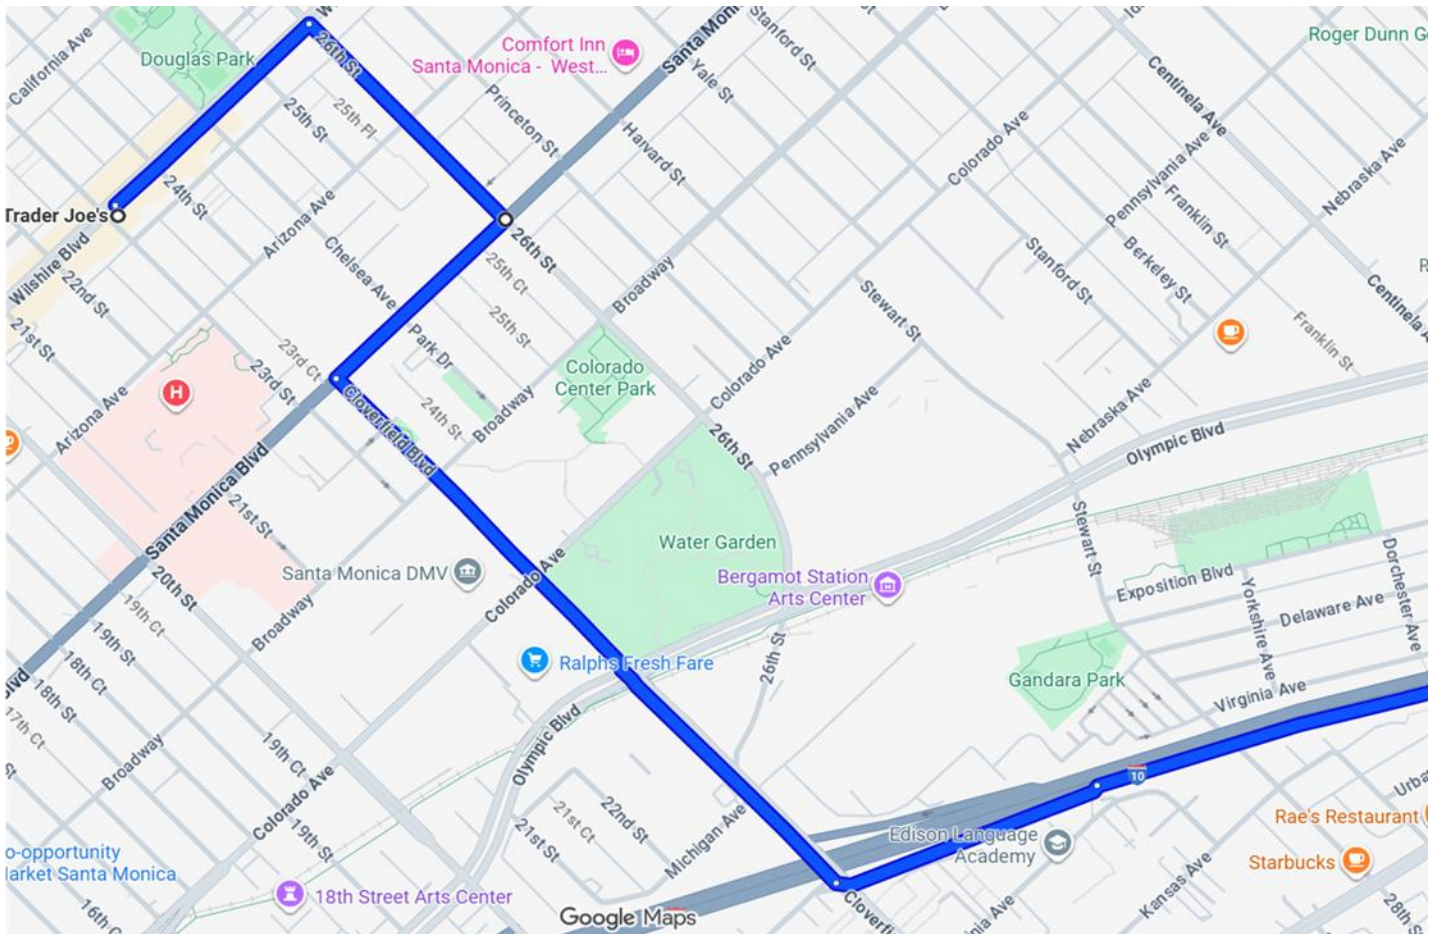 Stanford St
Roger Dunn G
Comfort Inn
Santa Monica - West...
California Ave
Douglas Park
26th St
Santa Moni
Yale St
Centinela Ave
Princeton St
25th St
25th Pl
Harvard St
Colorado Ave
Pennsylvania Ave
Nebraska Ave
24th St
Arizona Ave
Franklin St
Trader Joe's
Wilshire Blvd
26th St
Chelsea Ave
25th Ct
Broadway
Stanford St
Berkeley St
22nd St
Stewart St
Centinela A
21st St
25th St
Franklin St
Park Dr
23rd Ct
23rd St
Colorado
Center Park
Colorado Ave
Arizona Ave
H
Cloverfield Blvd
24th St
Broadway
Pennsylvania Ave
Nebraska Ave
26th St
Olympic Blvd
Santa Monica Blvd
21st St
Water Garden
Stewart St
20th St
Santa Monica DMV
Colorado Ave
Bergamot Station
Arts Center
Exposition Blvd
Dorchester Ave
Yorkshire Ave
Delaware Ave
19th Ct
Broadway
19th St
26th St
Ralphs Fresh Fare
Gandara Park
18th Ct
lvd
18th St
Virginia Ave
17th Ct
Olympic Blvd
19th Ct
Broadway
10
Colorado Ave
22nd St
21st Ct
21st St
Michigan Ave
19th St
Rae's Restaurant
Edison Language
Academy
o-opportunity
arket Santa Monica
Starbucks
18th Street Arts Center
Kansas Ave
28th S
16th C
Google Maps
Cloverfi
ia Ave